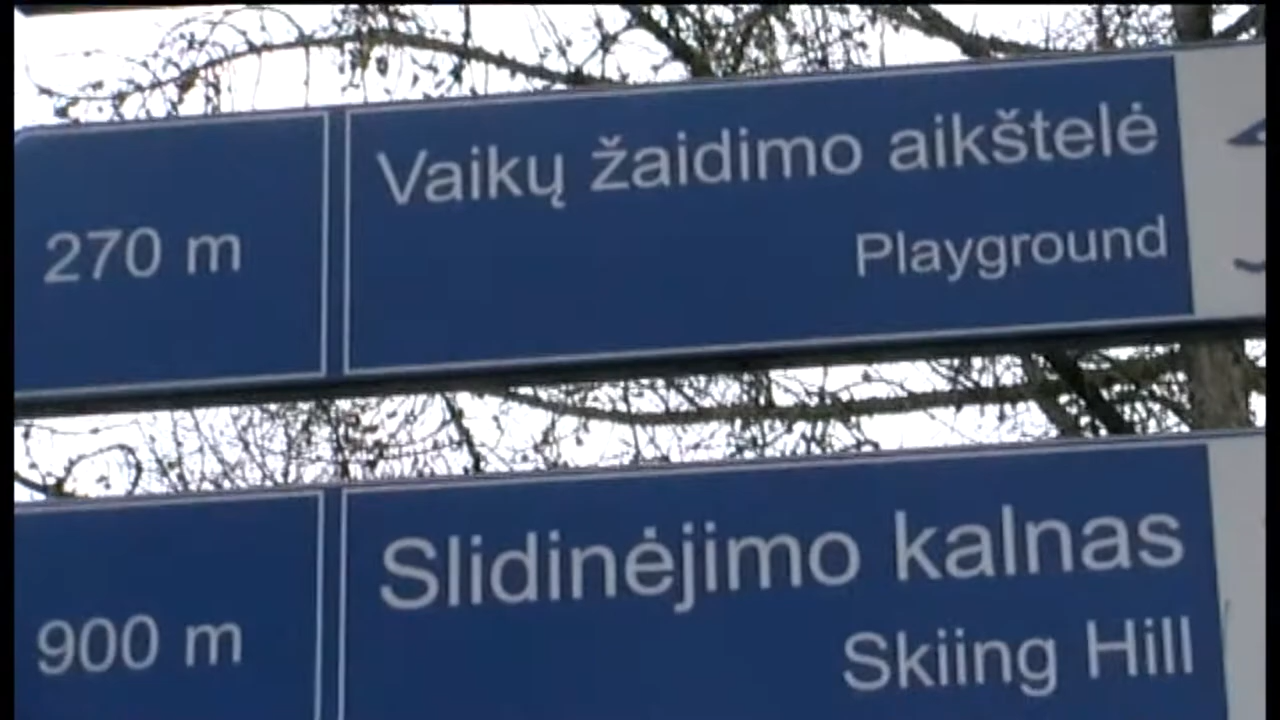 270 m
Vaikų žaidimo aikštelė
Playground
900 m
Slidinėjimo kalnas
Skiing Hill